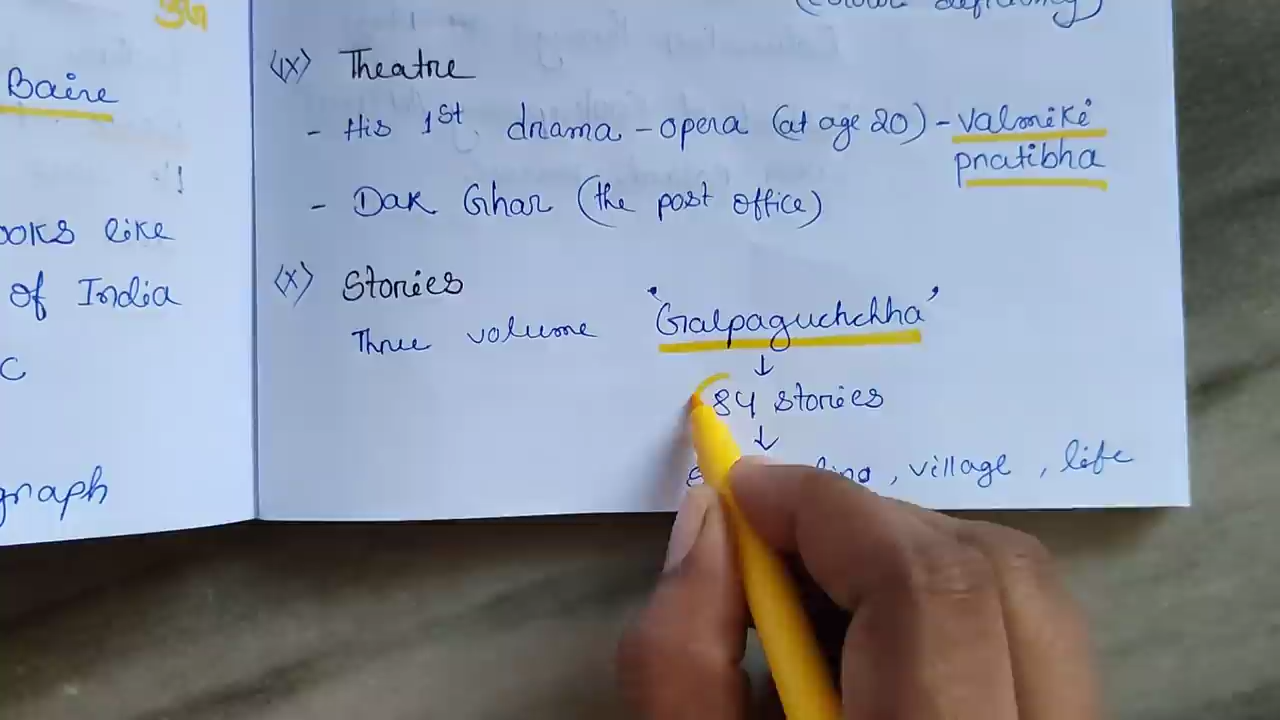 Baire
ooks like
of India
C
graph
(ix) Theatre
- His 1st drama - opera (at age 20) - valmiki
pratibha
- Dak Ghar (the post office)
(x) Stories
Three volume 'Galpaguchchha'
↓
84 stories
↓
, village , life